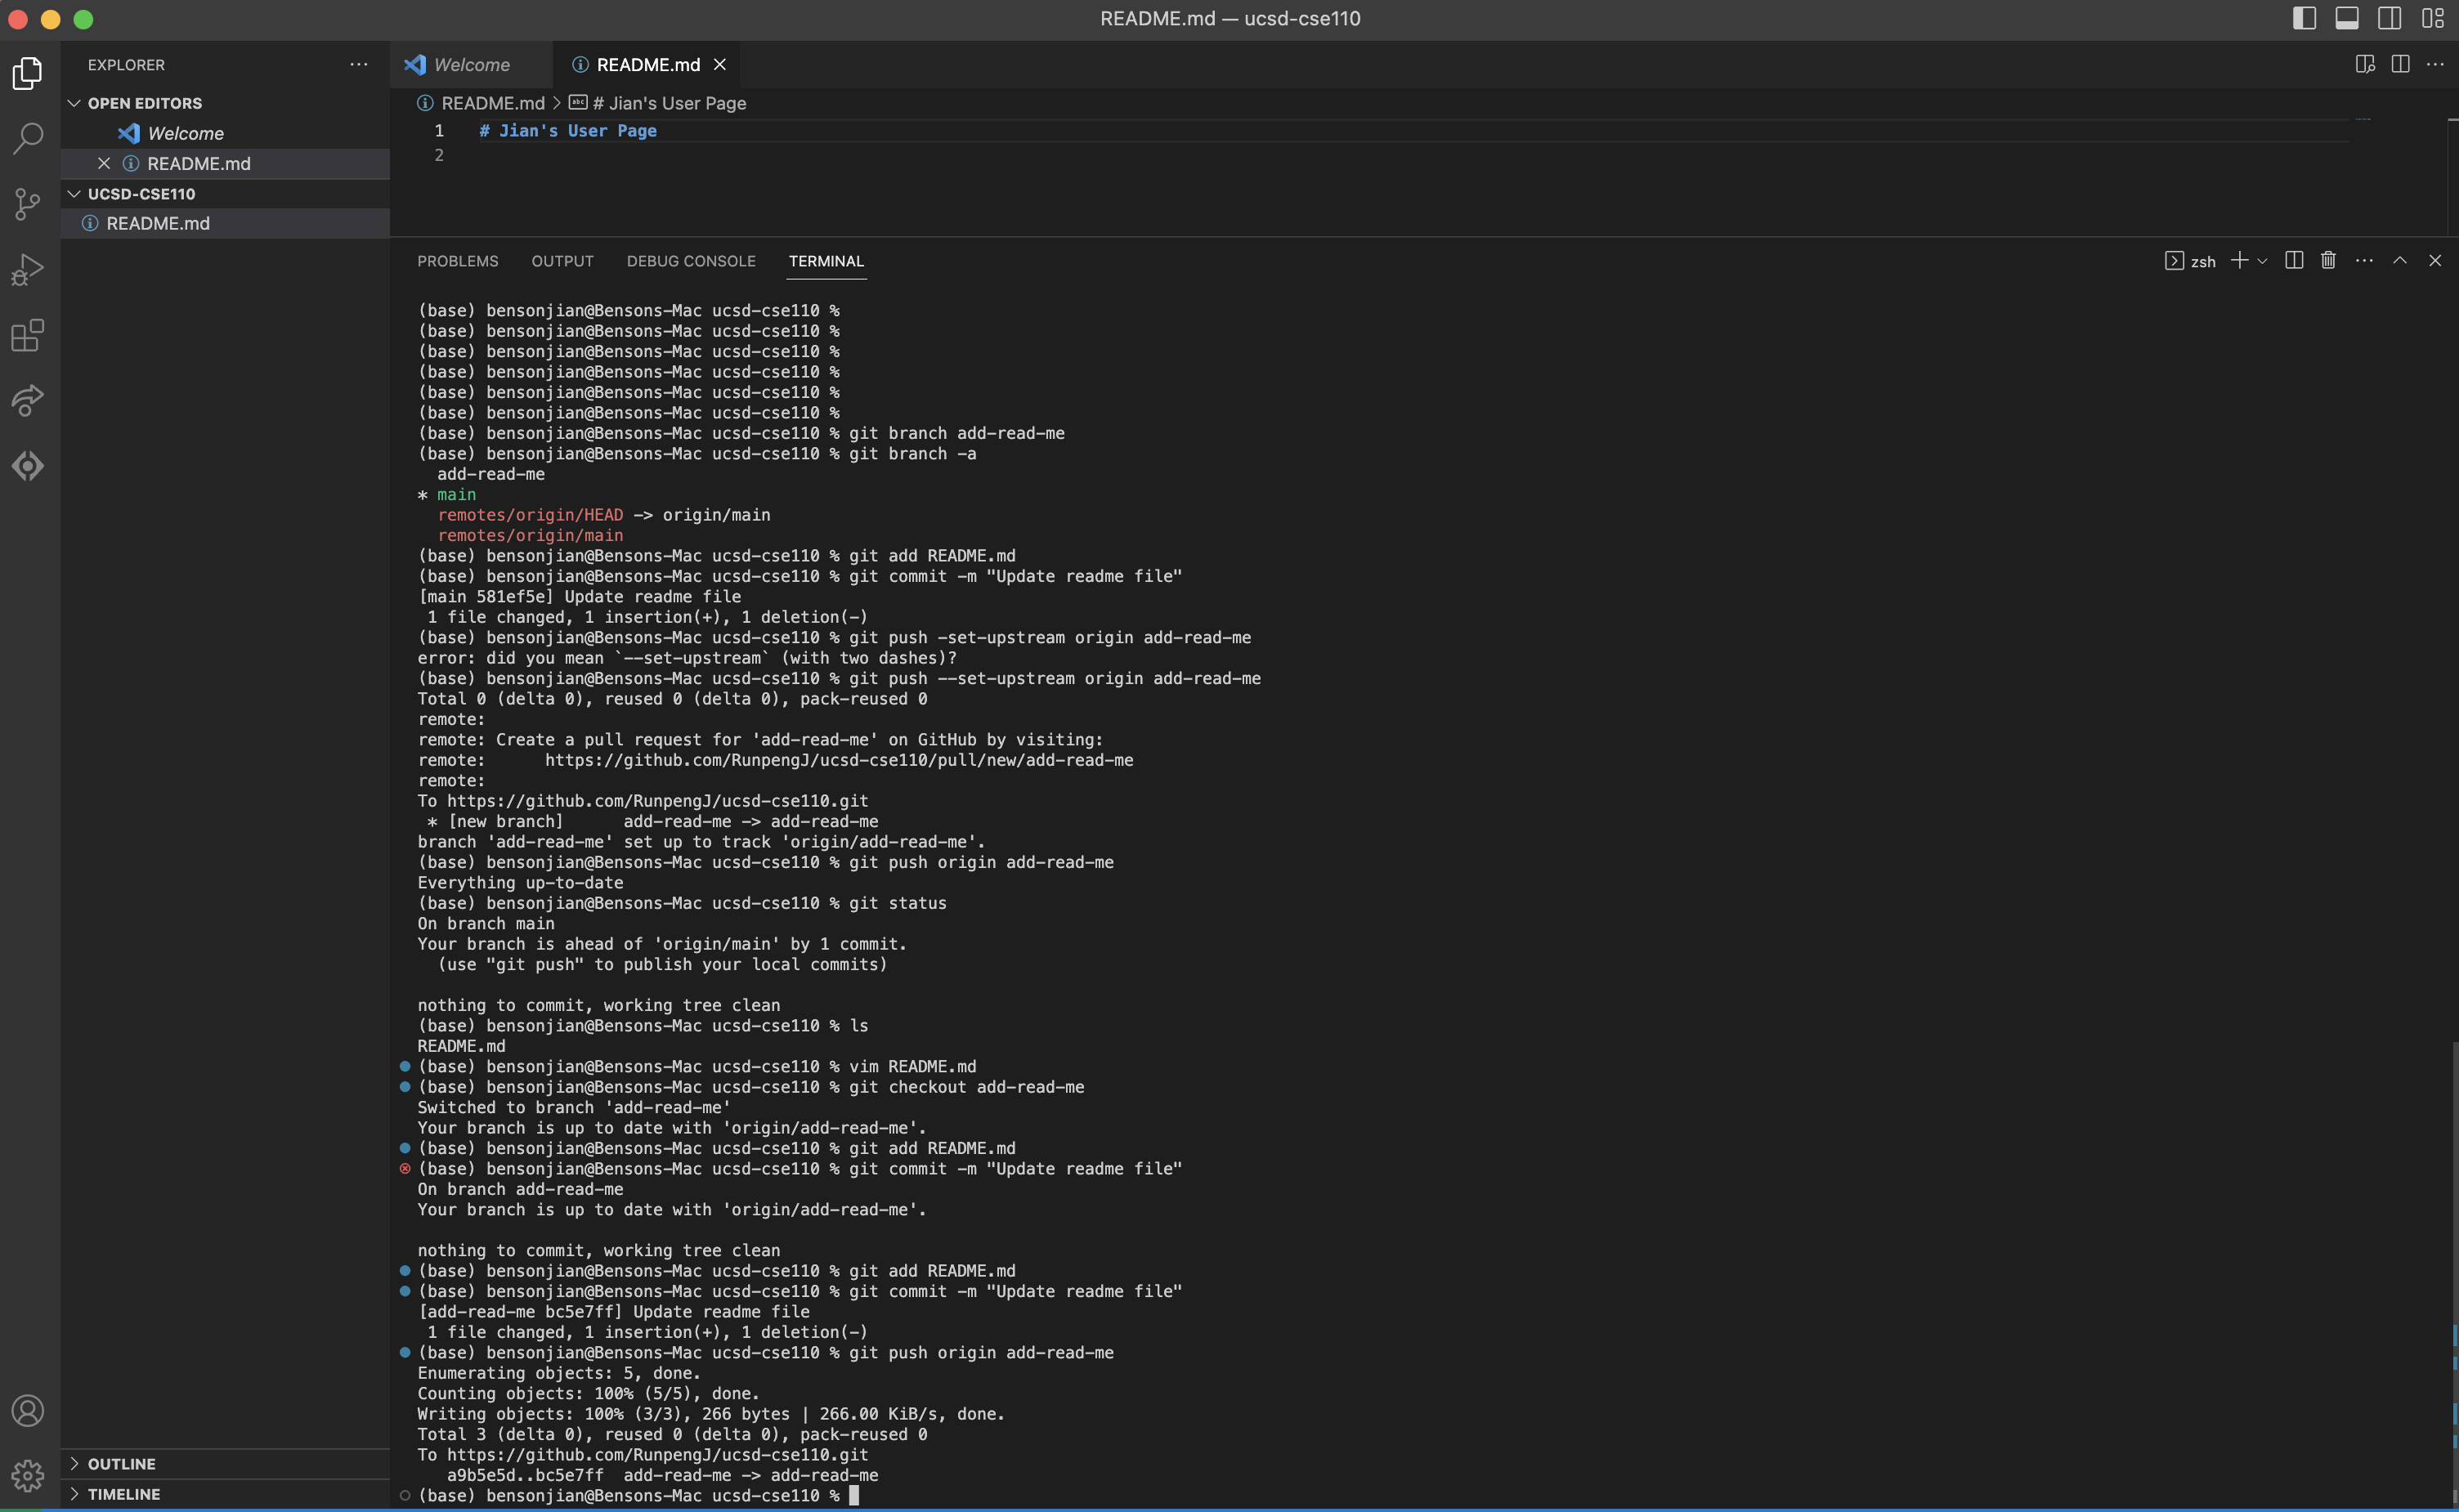 README.md — ucsd-cse110
EXPLORER
OPEN EDITORS
Welcome
README.md
UCSD-CSE110
README.md
OUTLINE
TIMELINE
Welcome
README.md
README.md > # Jian's User Page
1 # Jian's User Page
2
PROBLEMS OUTPUT DEBUG CONSOLE TERMINAL
zsh
(base) bensonjian@Bensons-Mac ucsd-cse110 %
(base) bensonjian@Bensons-Mac ucsd-cse110 %
(base) bensonjian@Bensons-Mac ucsd-cse110 %
(base) bensonjian@Bensons-Mac ucsd-cse110 %
(base) bensonjian@Bensons-Mac ucsd-cse110 %
(base) bensonjian@Bensons-Mac ucsd-cse110 %
(base) bensonjian@Bensons-Mac ucsd-cse110 % git branch add-read-me
(base) bensonjian@Bensons-Mac ucsd-cse110 % git branch -a
  add-read-me
* main
  remotes/origin/HEAD -> origin/main
  remotes/origin/main
(base) bensonjian@Bensons-Mac ucsd-cse110 % git add README.md
(base) bensonjian@Bensons-Mac ucsd-cse110 % git commit -m "Update readme file"
[main 581ef5e] Update readme file
 1 file changed, 1 insertion(+), 1 deletion(-)
(base) bensonjian@Bensons-Mac ucsd-cse110 % git push -set-upstream origin add-read-me
error: did you mean `--set-upstream` (with two dashes)?
(base) bensonjian@Bensons-Mac ucsd-cse110 % git push --set-upstream origin add-read-me
Total 0 (delta 0), reused 0 (delta 0), pack-reused 0
remote:
remote: Create a pull request for 'add-read-me' on GitHub by visiting:
remote:      https://github.com/RunpengJ/ucsd-cse110/pull/new/add-read-me
remote:
To https://github.com/RunpengJ/ucsd-cse110.git
 * [new branch]      add-read-me -> add-read-me
branch 'add-read-me' set up to track 'origin/add-read-me'.
(base) bensonjian@Bensons-Mac ucsd-cse110 % git push origin add-read-me
Everything up-to-date
(base) bensonjian@Bensons-Mac ucsd-cse110 % git status
On branch main
Your branch is ahead of 'origin/main' by 1 commit.
  (use "git push" to publish your local commits)
nothing to commit, working tree clean
(base) bensonjian@Bensons-Mac ucsd-cse110 % ls
README.md
(base) bensonjian@Bensons-Mac ucsd-cse110 % vim README.md
(base) bensonjian@Bensons-Mac ucsd-cse110 % git checkout add-read-me
Switched to branch 'add-read-me'
Your branch is up to date with 'origin/add-read-me'.
(base) bensonjian@Bensons-Mac ucsd-cse110 % git add README.md
(base) bensonjian@Bensons-Mac ucsd-cse110 % git commit -m "Update readme file"
On branch add-read-me
Your branch is up to date with 'origin/add-read-me'.
nothing to commit, working tree clean
(base) bensonjian@Bensons-Mac ucsd-cse110 % git add README.md
(base) bensonjian@Bensons-Mac ucsd-cse110 % git commit -m "Update readme file"
[add-read-me bc5e7ff] Update readme file
 1 file changed, 1 insertion(+), 1 deletion(-)
(base) bensonjian@Bensons-Mac ucsd-cse110 % git push origin add-read-me
Enumerating objects: 5, done.
Counting objects: 100% (5/5), done.
Writing objects: 100% (3/3), 266 bytes | 266.00 KiB/s, done.
Total 3 (delta 0), reused 0 (delta 0), pack-reused 0
To https://github.com/RunpengJ/ucsd-cse110.git
   a9b5e5d..bc5e7ff  add-read-me -> add-read-me
(base) bensonjian@Bensons-Mac ucsd-cse110 %